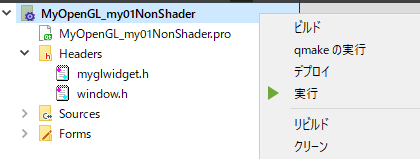 MyOpenGL_my01NonShader
MyOpenGL_my01NonShader.pro
Headers
myglwidget.h
window.h
Sources
Forms
ビルド
qmake の実行
デプロイ
実行
リビルド
クリーン